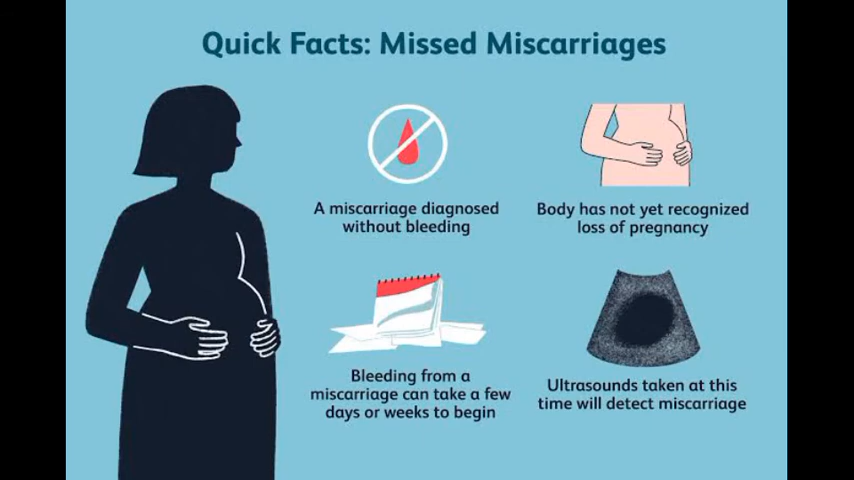 Quick Facts: Missed Miscarriages
A miscarriage diagnosed
without bleeding
Body has not yet recognized
loss of pregnancy
Bleeding from a
miscarriage can take a few
days or weeks to begin
Ultrasounds taken at this
time will detect miscarriage